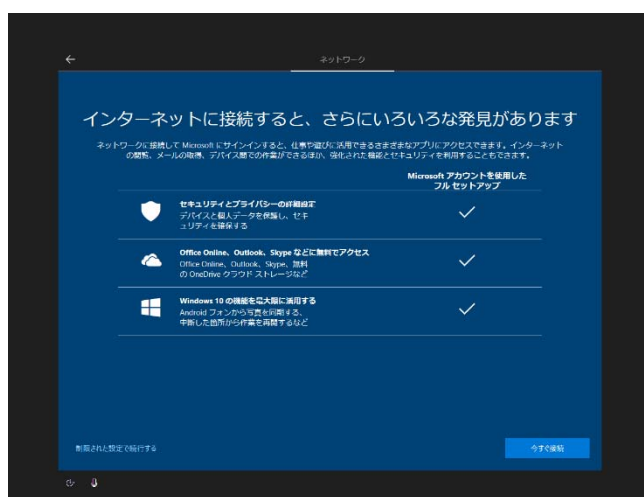 ネットワーク
インターネットに接続すると、さらにいろいろな発見があります
ネットワークに接続して Microsoft にサインインすると、仕事や遊びに活用できるさまざまなアプリにアクセスできます。インターネット
の閲覧、メールの取得、デバイス間での作業ができるほか、強化された機能とセキュリティを利用することもできます。
Microsoft アカウントを使用した
フル セットアップ
セキュリティとプライバシーの詳細設定
デバイスと個人データを保護し、セキ
ュリティを確保する
Office Online、Outlook、Skype などに無料でアクセス
Office Online、Outlook、Skype、無料
の OneDrive クラウド ストレージなど
Windows 10 の機能を最大限に活用する
Android フォンから写真を同期する、
中断した箇所から作業を再開するなど
制限された設定で続行する
今すぐ接続